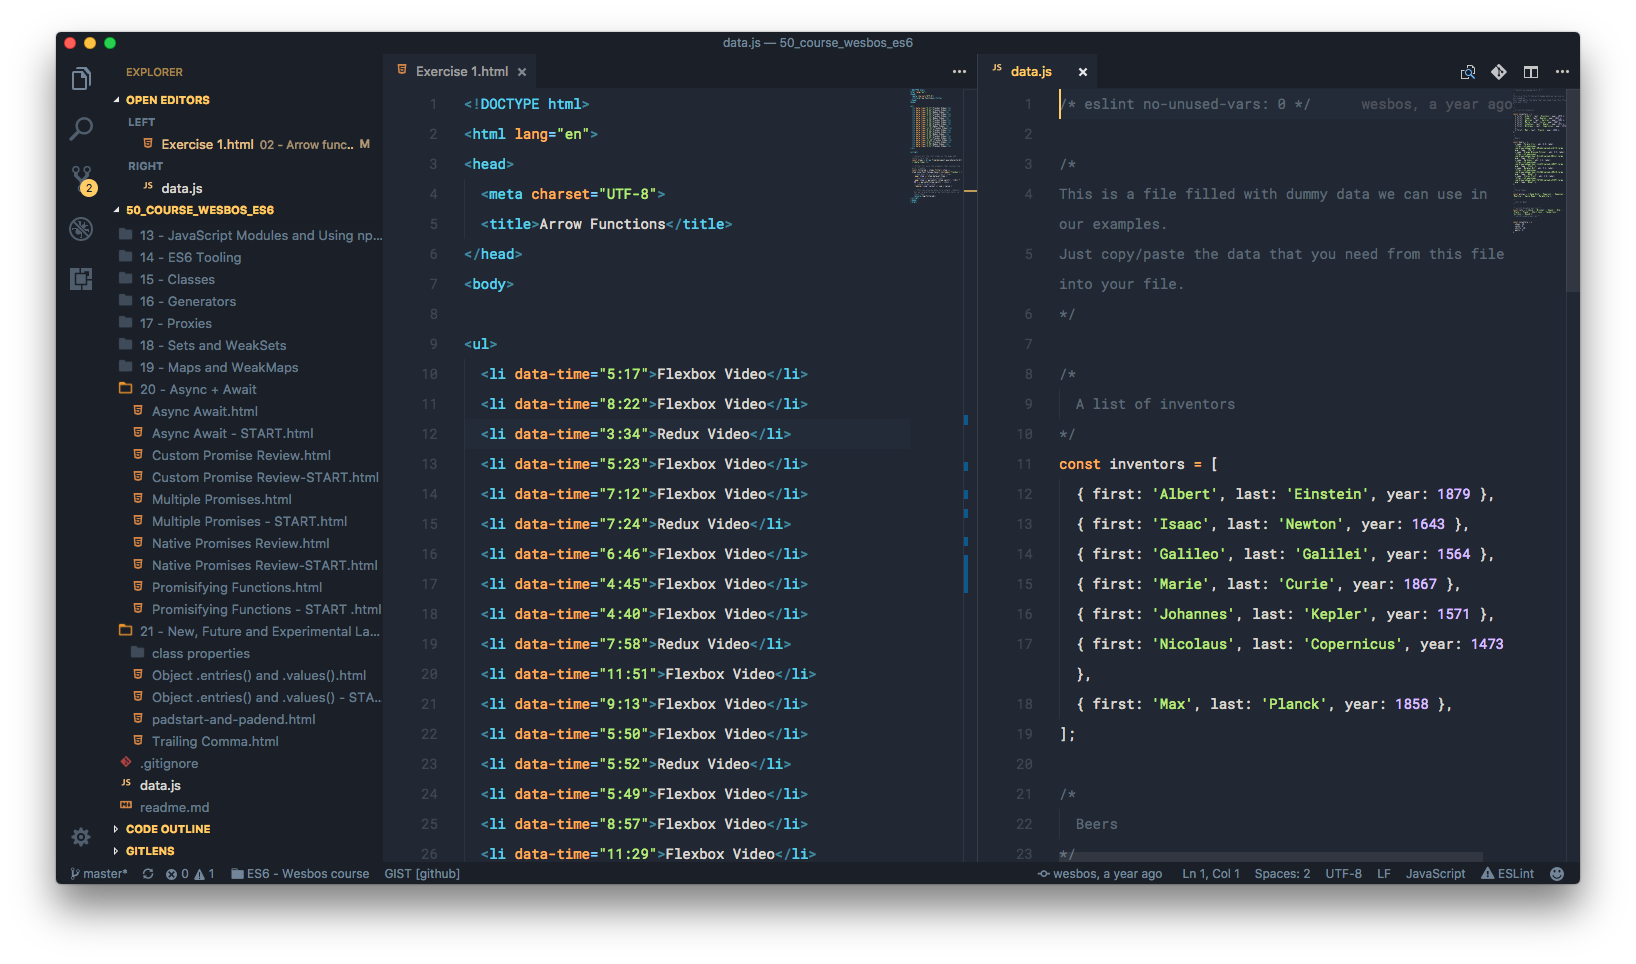 data.js — 50_course_wesbos_es6
EXPLORER
OPEN EDITORS
LEFT
Exercise 1.html 02 - Arrow func... M
RIGHT
JS data.js
2
50_COURSE_WESBOS_ES6
13 - JavaScript Modules and Using np...
14 - ES6 Tooling
15 - Classes
16 - Generators
17 - Proxies
18 - Sets and WeakSets
19 - Maps and WeakMaps
20 - Async + Await
Async Await.html
Async Await - START.html
Custom Promise Review.html
Custom Promise Review-START.html
Multiple Promises.html
Multiple Promises - START.html
Native Promises Review.html
Native Promises Review-START.html
Promisifying Functions.html
Promisifying Functions - START .html
21 - New, Future and Experimental La...
class properties
Object .entries() and .values().html
Object .entries() and .values() - STA...
padstart-and-padend.html
Trailing Comma.html
.gitignore
JS data.js
readme.md
CODE OUTLINE
GITLENS
Exercise 1.html
1 <!DOCTYPE html>
2 <html lang="en">
3 <head>
4 <meta charset="UTF-8">
5 <title>Arrow Functions</title>
6 </head>
7 <body>
8
9 <ul>
10 <li data-time="5:17">Flexbox Video</li>
11 <li data-time="8:22">Flexbox Video</li>
12 <li data-time="3:34">Redux Video</li>
13 <li data-time="5:23">Flexbox Video</li>
14 <li data-time="7:12">Flexbox Video</li>
15 <li data-time="7:24">Redux Video</li>
16 <li data-time="6:46">Flexbox Video</li>
17 <li data-time="4:45">Flexbox Video</li>
18 <li data-time="4:40">Flexbox Video</li>
19 <li data-time="7:58">Redux Video</li>
20 <li data-time="11:51">Flexbox Video</li>
21 <li data-time="9:13">Flexbox Video</li>
22 <li data-time="5:50">Flexbox Video</li>
23 <li data-time="5:52">Redux Video</li>
24 <li data-time="5:49">Flexbox Video</li>
25 <li data-time="8:57">Flexbox Video</li>
26 <li data-time="11:29">Flexbox Video</li>
JS data.js
1 /* eslint no-unused-vars: 0 */ wesbos, a year ago
2
3 /*
4 This is a file filled with dummy data we can use in
our examples.
5 Just copy/paste the data that you need from this file
into your file.
6 */
7
8 /*
9 A list of inventors
10 */
11 const inventors = [
12 { first: 'Albert', last: 'Einstein', year: 1879 },
13 { first: 'Isaac', last: 'Newton', year: 1643 },
14 { first: 'Galileo', last: 'Galilei', year: 1564 },
15 { first: 'Marie', last: 'Curie', year: 1867 },
16 { first: 'Johannes', last: 'Kepler', year: 1571 },
17 { first: 'Nicolaus', last: 'Copernicus', year: 1473
},
18 { first: 'Max', last: 'Planck', year: 1858 },
19 ];
20
21 /*
22 Beers
23 */
master* 0 1 ES6 - Wesbos course GIST [github] wesbos, a year ago Ln 1, Col 1 Spaces: 2 UTF-8 LF JavaScript ESLint